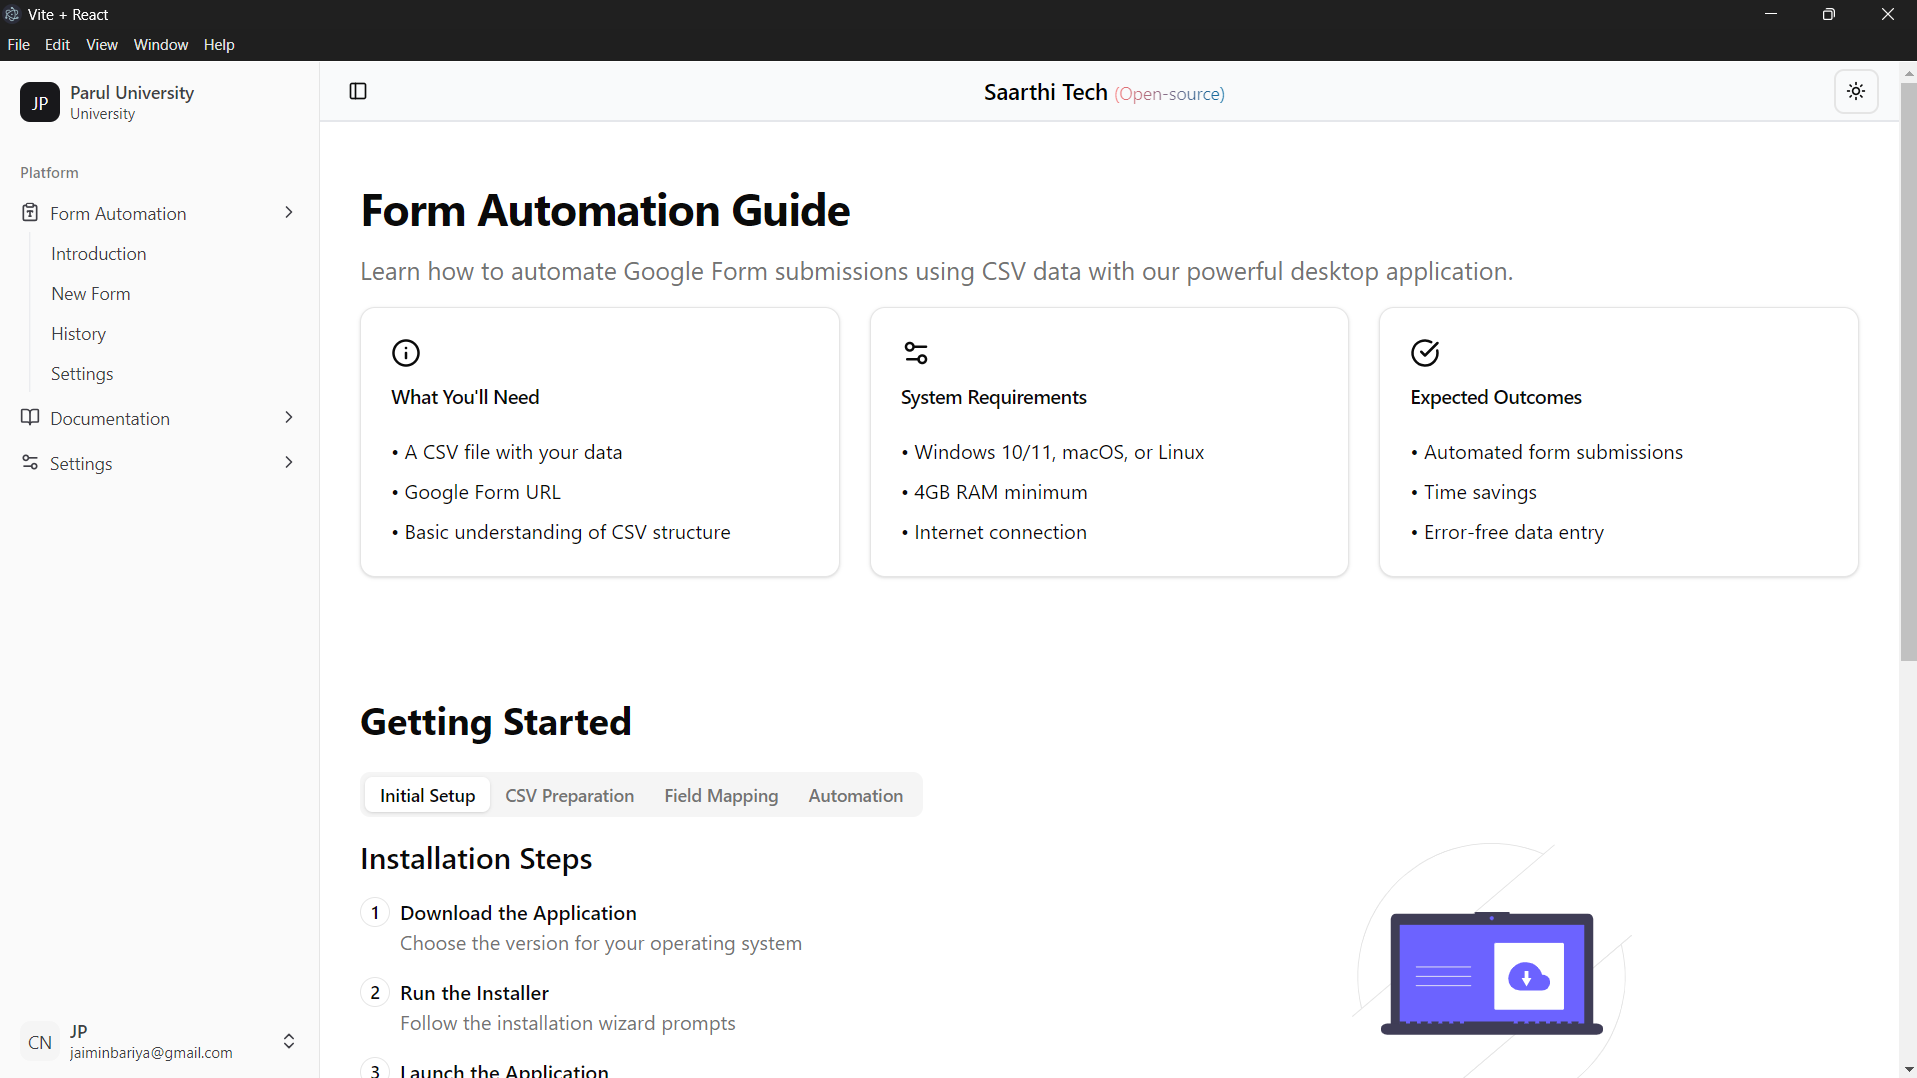 Vite + React
File Edit View Window Help
JP
Parul University
University
Platform
Form Automation
Introduction
New Form
History
Settings
Documentation
Settings
CN
JP
jaiminbariya@gmail.com
Saarthi Tech (Open-source)
Form Automation Guide
Learn how to automate Google Form submissions using CSV data with our powerful desktop application.
What You'll Need
• A CSV file with your data
• Google Form URL
• Basic understanding of CSV structure
System Requirements
• Windows 10/11, macOS, or Linux
• 4GB RAM minimum
• Internet connection
Expected Outcomes
• Automated form submissions
• Time savings
• Error-free data entry
Getting Started
Initial Setup CSV Preparation Field Mapping Automation
Installation Steps
1 Download the Application
Choose the version for your operating system
2 Run the Installer
Follow the installation wizard prompts
3 Launch the Application